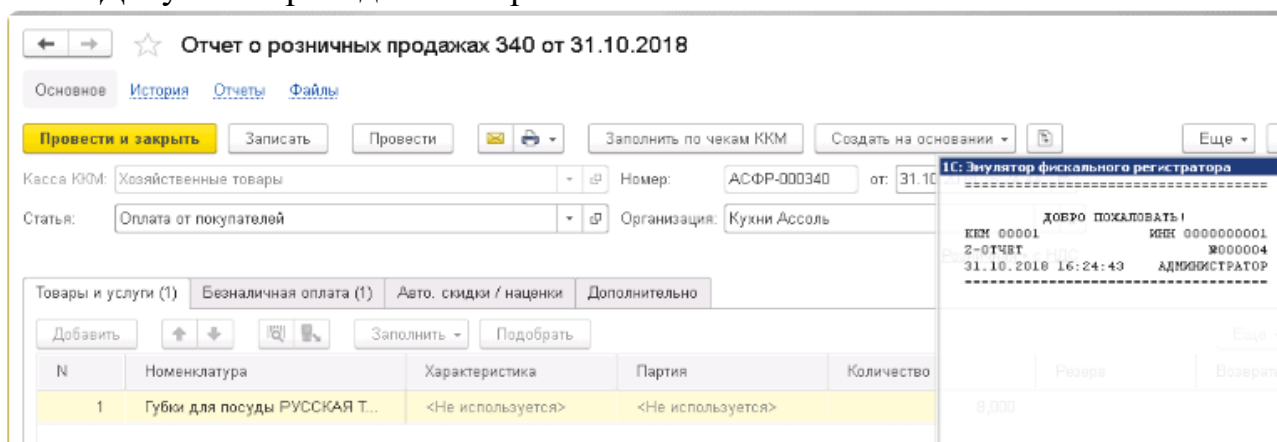 Отчет о розничных продажах 340 от 31.10.2018
Основное История Отчеты Файлы
Провести и закрыть Записать Провести Заполнить по чекам ККМ Создать на основании Еще
Касса ККМ: Хозяйственные товары Номер: АСФР-000340 от: 31.10
Статья: Оплата от покупателей Организация: Кухни Ассоль
1С: Эмулятор фискального регистратора
====================================
ДОБРО ПОЖАЛОВАТЬ!
ККМ 00001 ИНН 0000000001
Z-ОТЧЕТ №000004
31.10.2018 16:24:43 АДМИНИСТРАТОР
====================================
Товары и услуги (1) Безналичная оплата (1) Авто. скидки / наценки Дополнительно
Добавить Заполнить Подобрать Еще
N Номенклатура Характеристика Партия Количество Резерв Возврат
1 Губки для посуды РУССКАЯ Т... <Не используется> <Не используется> 8,000